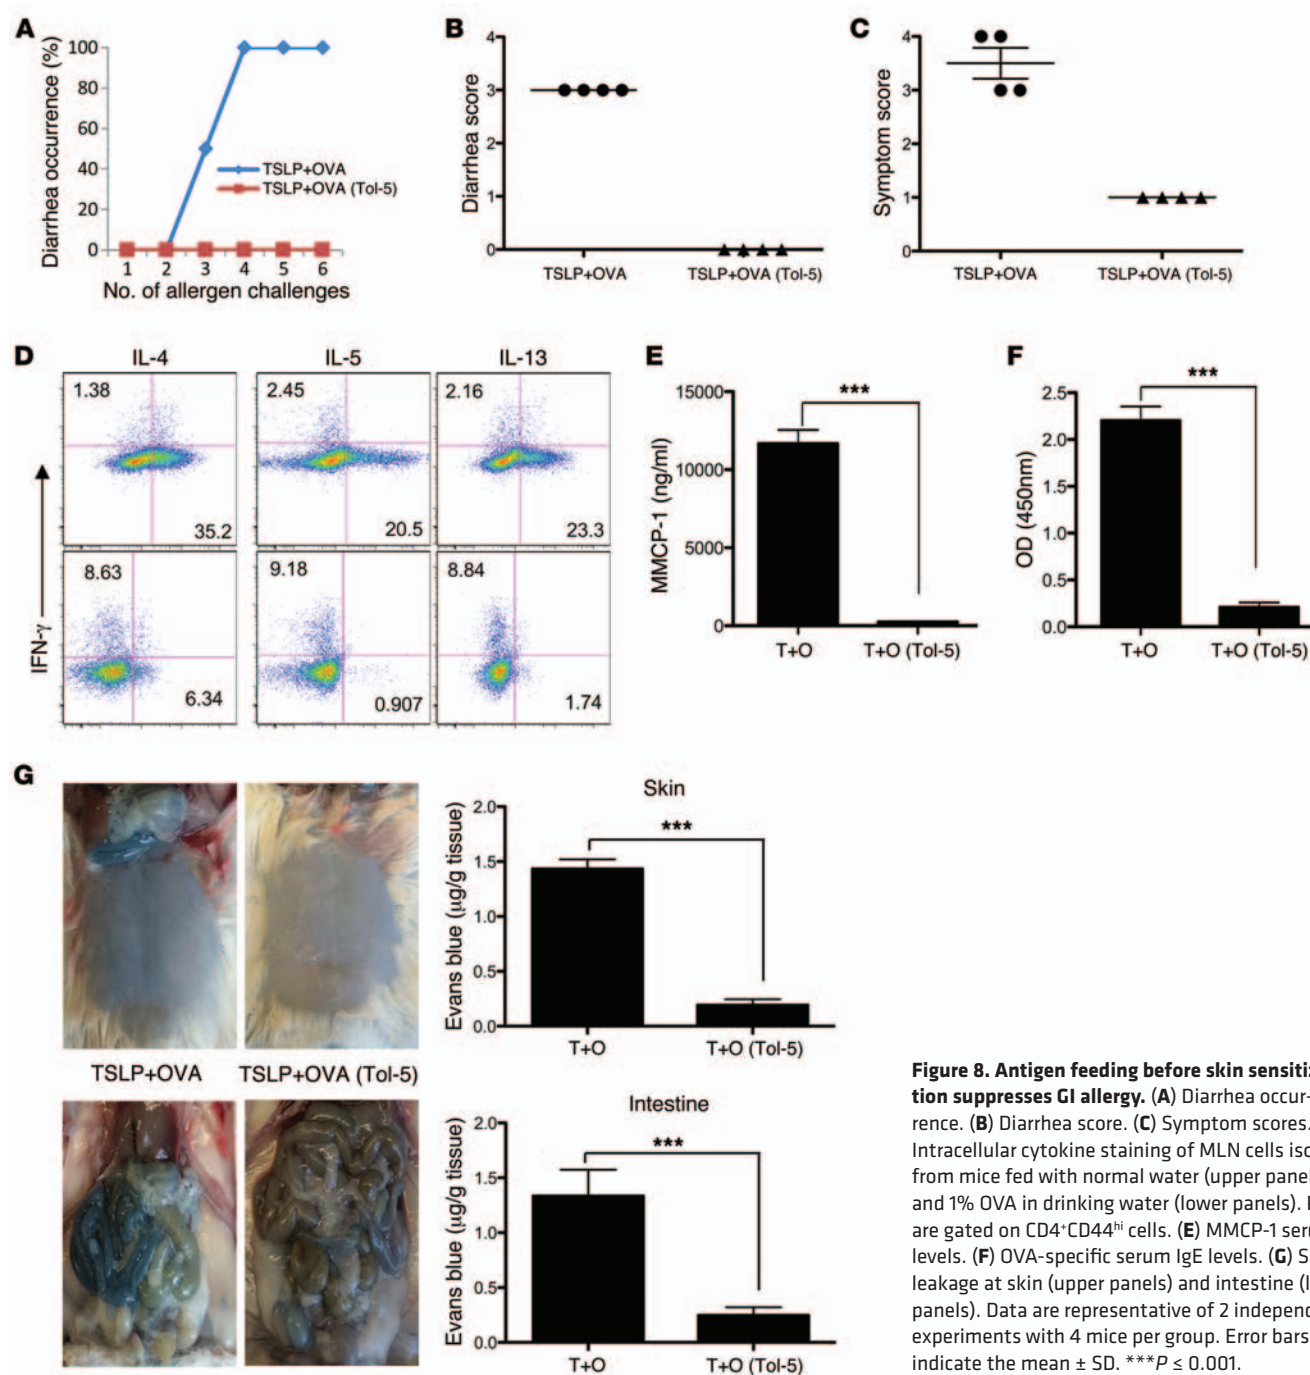 A
Diarrhea occurrence (%)
100
80
60
40
20
0
1 2 3 4 5 6
No. of allergen challenges
TSLP+OVA
TSLP+OVA (Tol-5)
B
Diarrhea score
4
3
2
1
0
TSLP+OVA TSLP+OVA (Tol-5)
C
Symptom score
4
3
2
1
0
TSLP+OVA TSLP+OVA (Tol-5)
D
IL-4 IL-5 IL-13
1.38 2.45 2.16
35.2 20.5 23.3
8.63 9.18 8.84
6.34 0.907 1.74
IFN-γ
E
MMCP-1 (ng/ml)
15000
10000
5000
0
***
T+O T+O (Tol-5)
F
OD (450nm)
2.5
2.0
1.5
1.0
0.5
0.0
***
T+O T+O (Tol-5)
G
TSLP+OVA TSLP+OVA (Tol-5)
Skin
Evans blue (µg/g tissue)
2.0
1.5
1.0
0.5
0.0
***
T+O T+O (Tol-5)
Intestine
Evans blue (µg/g tissue)
2.0
1.5
1.0
0.5
0.0
***
T+O T+O (Tol-5)
Figure 8. Antigen feeding before skin sensitiz
tion suppresses GI allergy. (A) Diarrhea occur-
rence. (B) Diarrhea score. (C) Symptom scores.
Intracellular cytokine staining of MLN cells iso
from mice fed with normal water (upper panel
and 1% OVA in drinking water (lower panels).
are gated on CD4⁺CD44ʰⁱ cells. (E) MMCP-1 ser
levels. (F) OVA-specific serum IgE levels. (G) S
leakage at skin (upper panels) and intestine (l
panels). Data are representative of 2 independ
experiments with 4 mice per group. Error bars
indicate the mean ± SD. ***P ≤ 0.001.